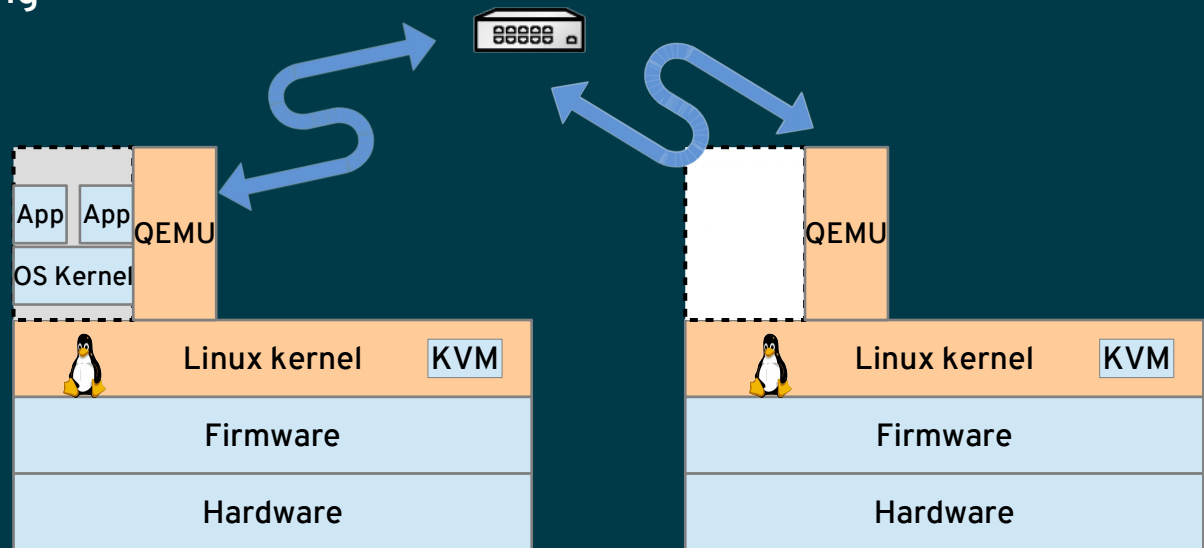 App App
QEMU
OS Kernel
Linux kernel KVM
Firmware
Hardware
QEMU
Linux kernel KVM
Firmware
Hardware